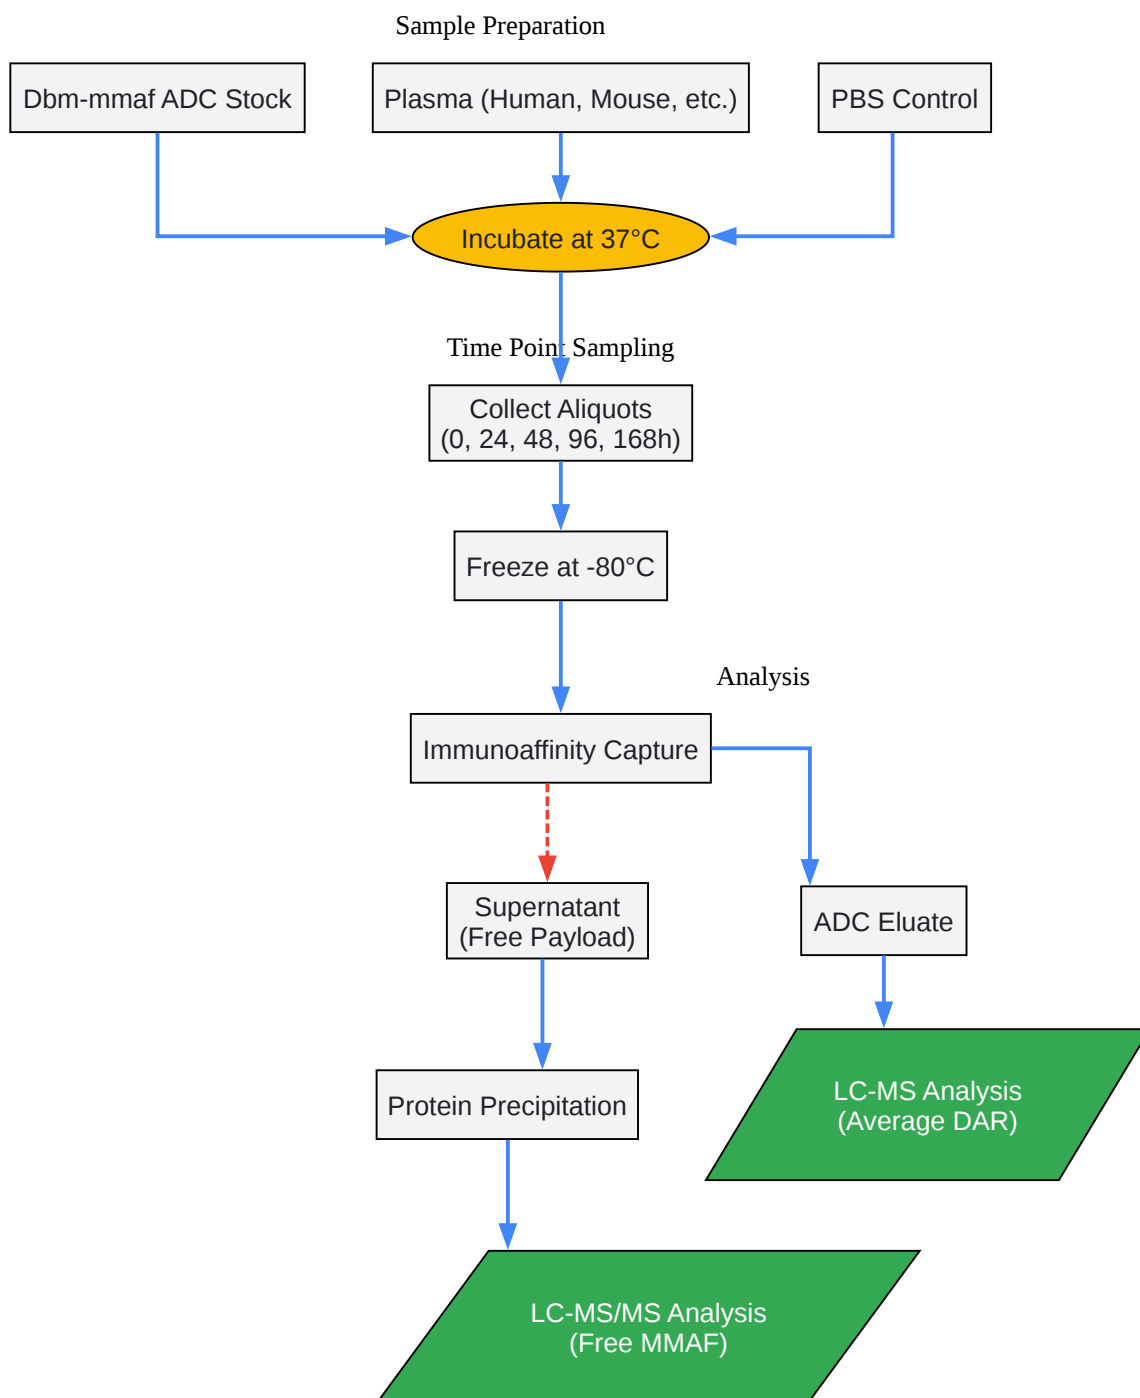 Sample Preparation
Dbm-mmaf ADC Stock
Plasma (Human, Mouse, etc.)
PBS Control
Incubate at 37°C
Time Point Sampling
Collect Aliquots
(0, 24, 48, 96, 168h)
Freeze at -80°C
Analysis
Immunoaffinity Capture
Supernatant
(Free Payload)
ADC Eluate
Protein Precipitation
LC-MS Analysis
(Average DAR)
LC-MS/MS Analysis
(Free MMAF)